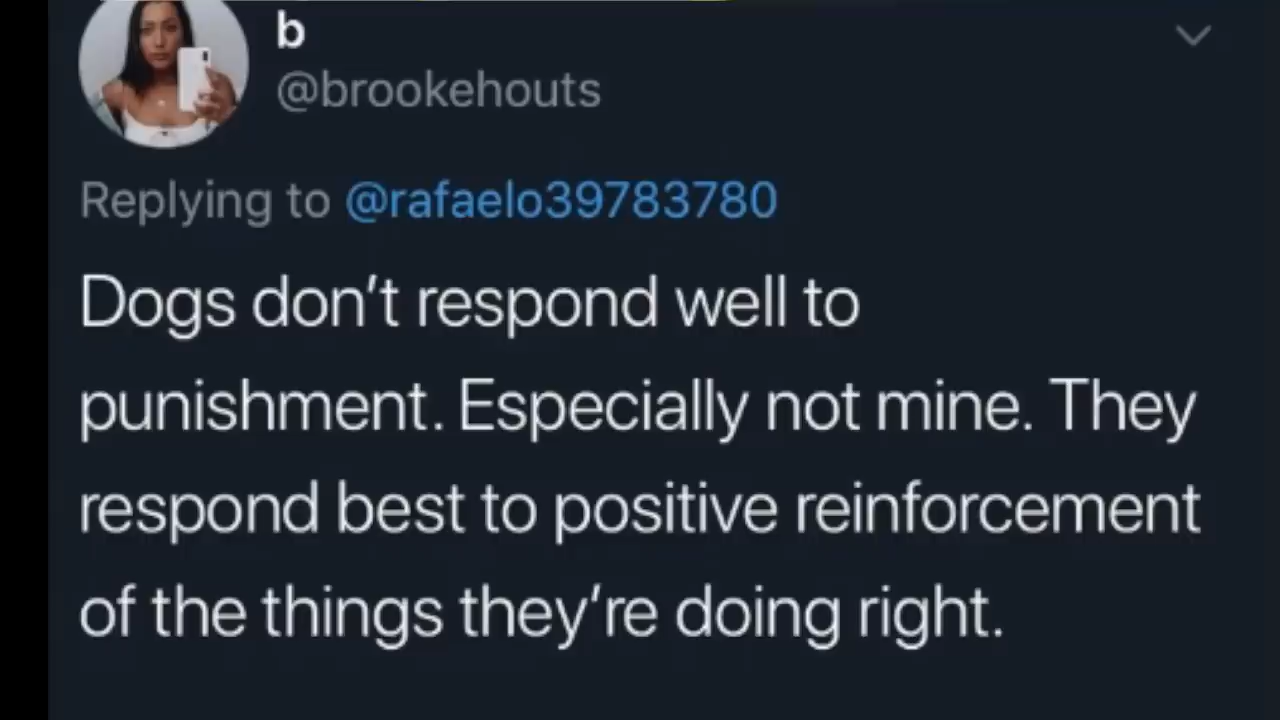 b
@brookehouts
Replying to @rafaelo39783780
Dogs don’t respond well to
punishment. Especially not mine. They
respond best to positive reinforcement
of the things they’re doing right.